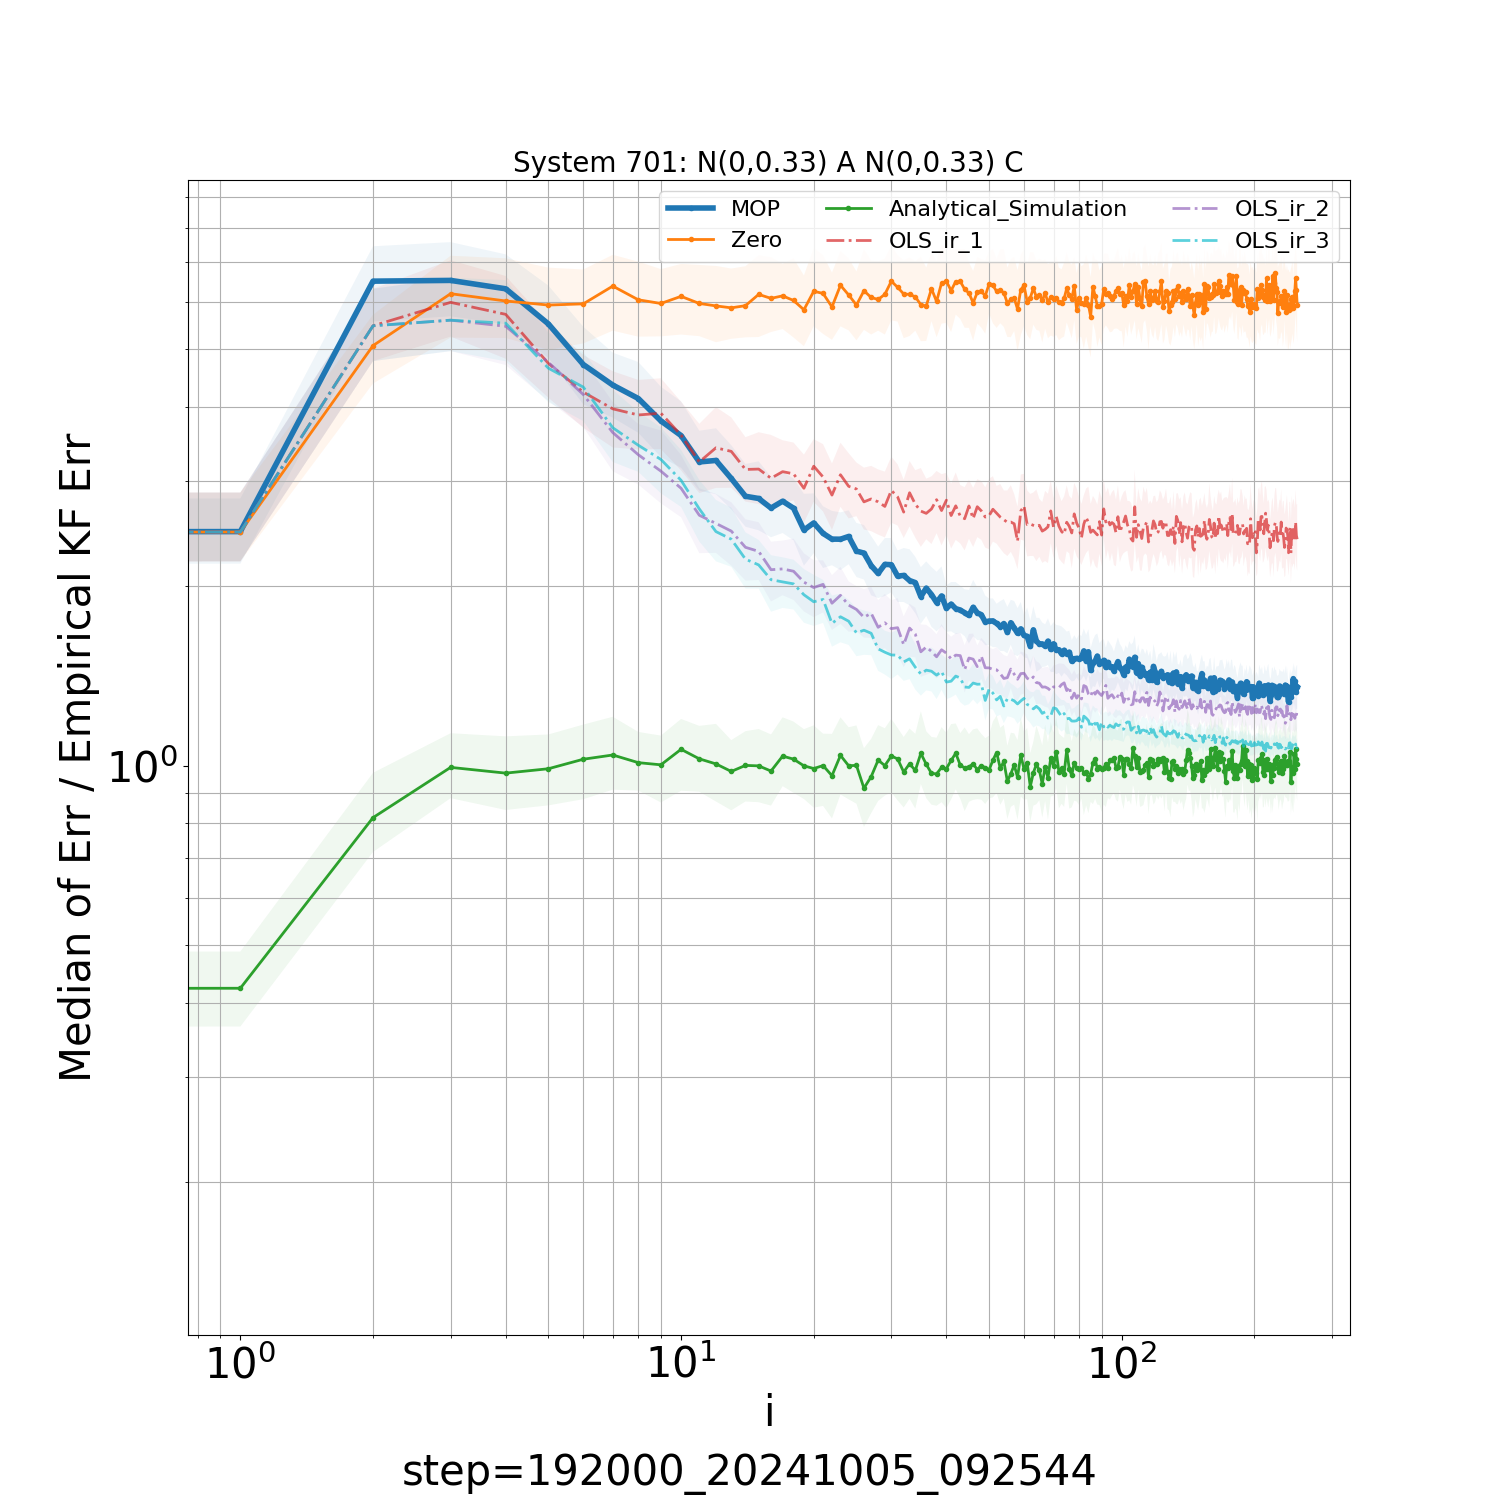 System 701: N(0,0.33) A N(0,0.33) C
MOP
Zero
Analytical_Simulation
OLS_ir_1
OLS_ir_2
OLS_ir_3
Median of Err / Empirical KF Err
10⁰
10⁰ 10¹ 10²
i
step=192000_20241005_092544